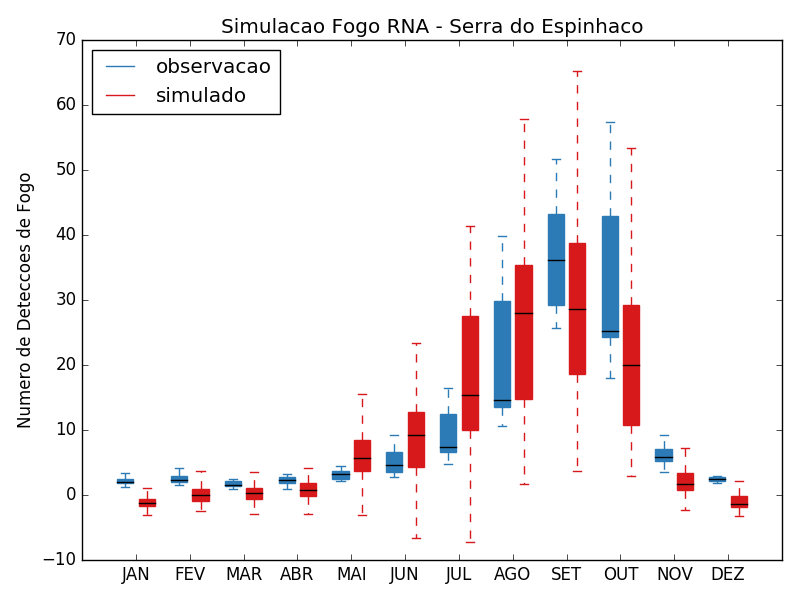 Simulacao Fogo RNA - Serra do Espinhaco
observacao
simulado
Numero de Deteccoes de Fogo
70
60
50
40
30
20
10
0
−10
JAN FEV MAR ABR MAI JUN JUL AGO SET OUT NOV DEZ